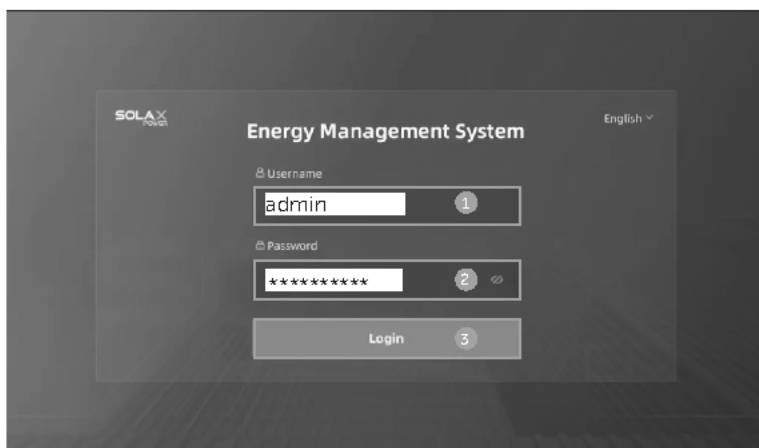 SOLAX
POWER
English
Energy Management System
Username
admin
1
Password
**********
2
Login
3